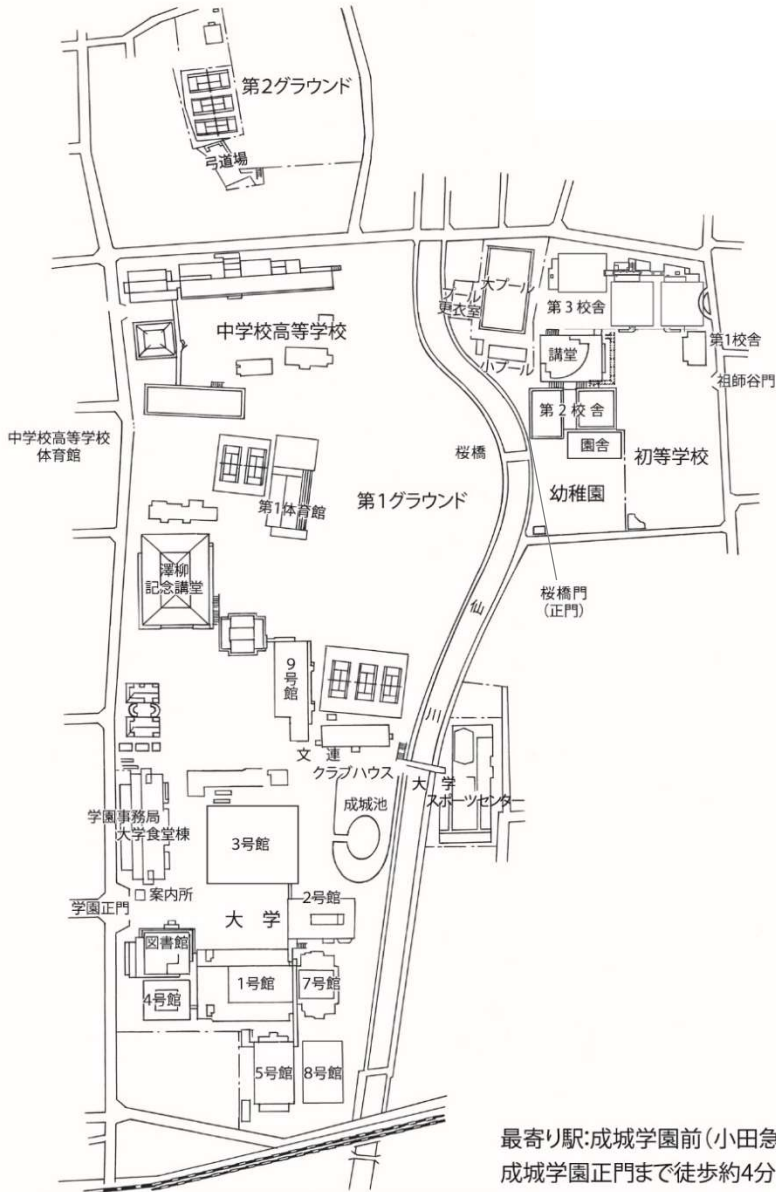 第2グラウンド
弓道場
大プール
プール
更衣室
小プール
第3校舎
第1校舎
講堂
祖師谷門
第2校舎
園舎
初等学校
幼稚園
中学校高等学校
中学校高等学校
体育館
桜橋
第1グラウンド
第1体育館
桜橋門
(正門)
澤柳
記念講堂
仙川
9号館
文連
クラブハウス
大学
スポーツセンター
成城池
学園事務局
大学食堂棟
3号館
案内所
学園正門
大学
2号館
図書館
1号館
7号館
4号館
5号館
8号館
最寄り駅:成城学園前(小田急
成城学園正門まで徒歩約4分